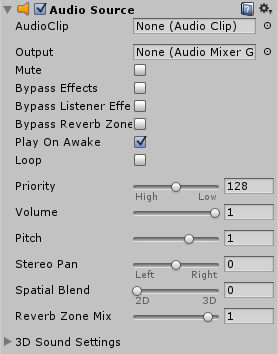 Audio Source
AudioClip None (Audio Clip)
Output None (Audio Mixer G
Mute
Bypass Effects
Bypass Listener Effe
Bypass Reverb Zone
Play On Awake
Loop
Priority 128
High Low
Volume 1
Pitch 1
Stereo Pan 0
Left Right
Spatial Blend 0
2D 3D
Reverb Zone Mix 1
3D Sound Settings